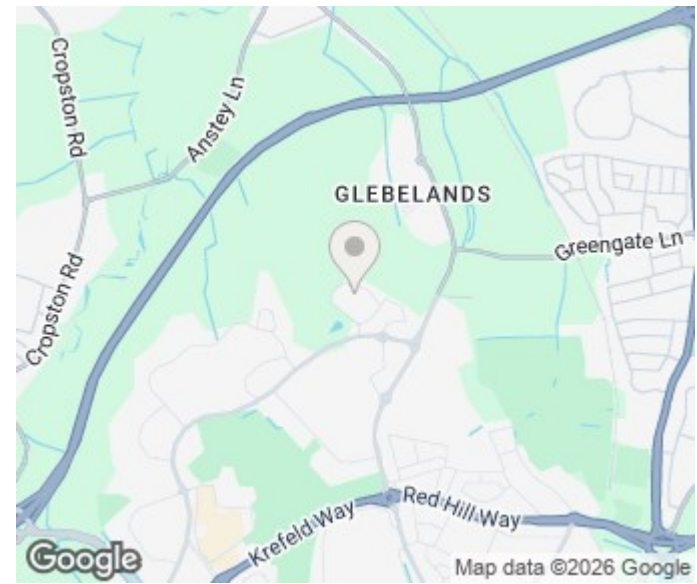 Cropston Rd
Anstey Ln
GLEBELANDS
Greengate Ln
Cropston Rd
Red Hill Way
Krefeld Way
Google
Map data ©2026 Google